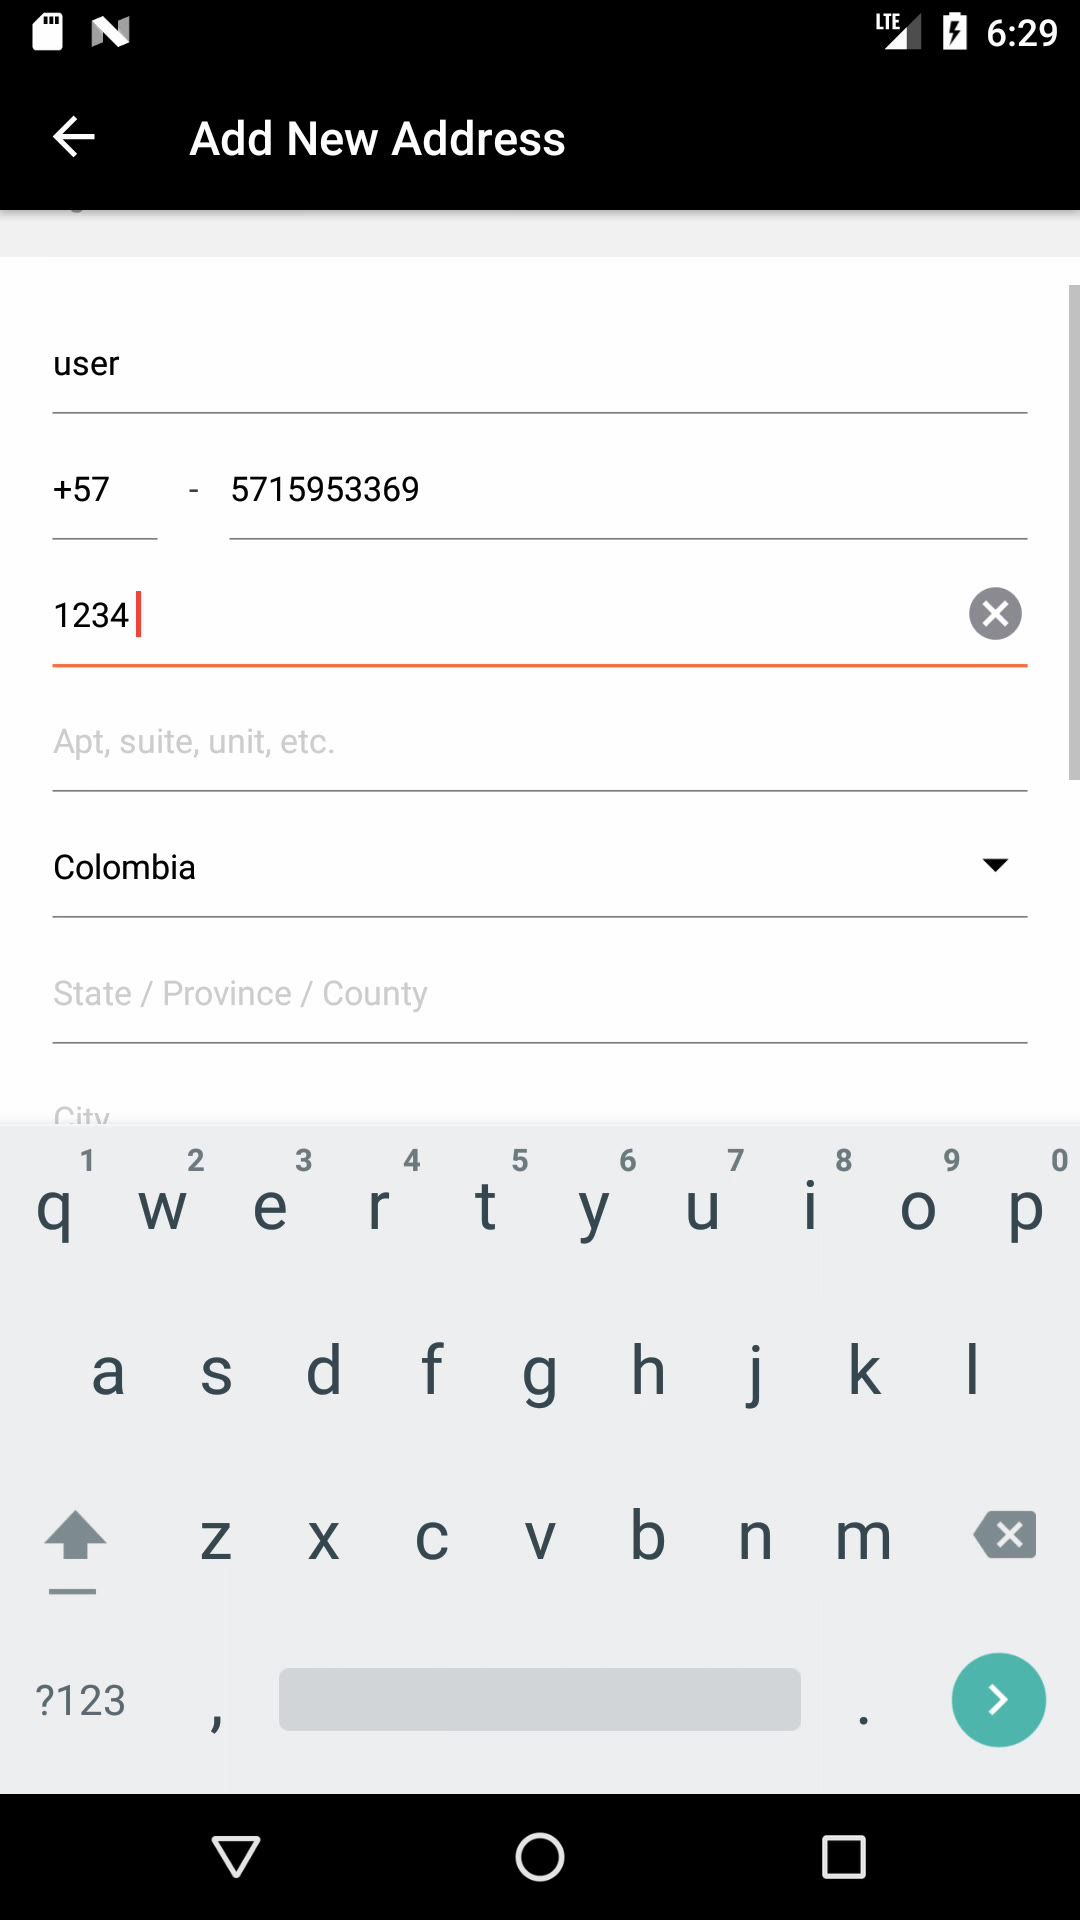 LTE 6:29
Add New Address
user
+57 - 5715953369
1234
Apt, suite, unit, etc.
Colombia
State / Province / County
City
1 2 3 4 5 6 7 8 9 0
q w e r t y u i o p
a s d f g h j k l
z x c v b n m
?123 , .